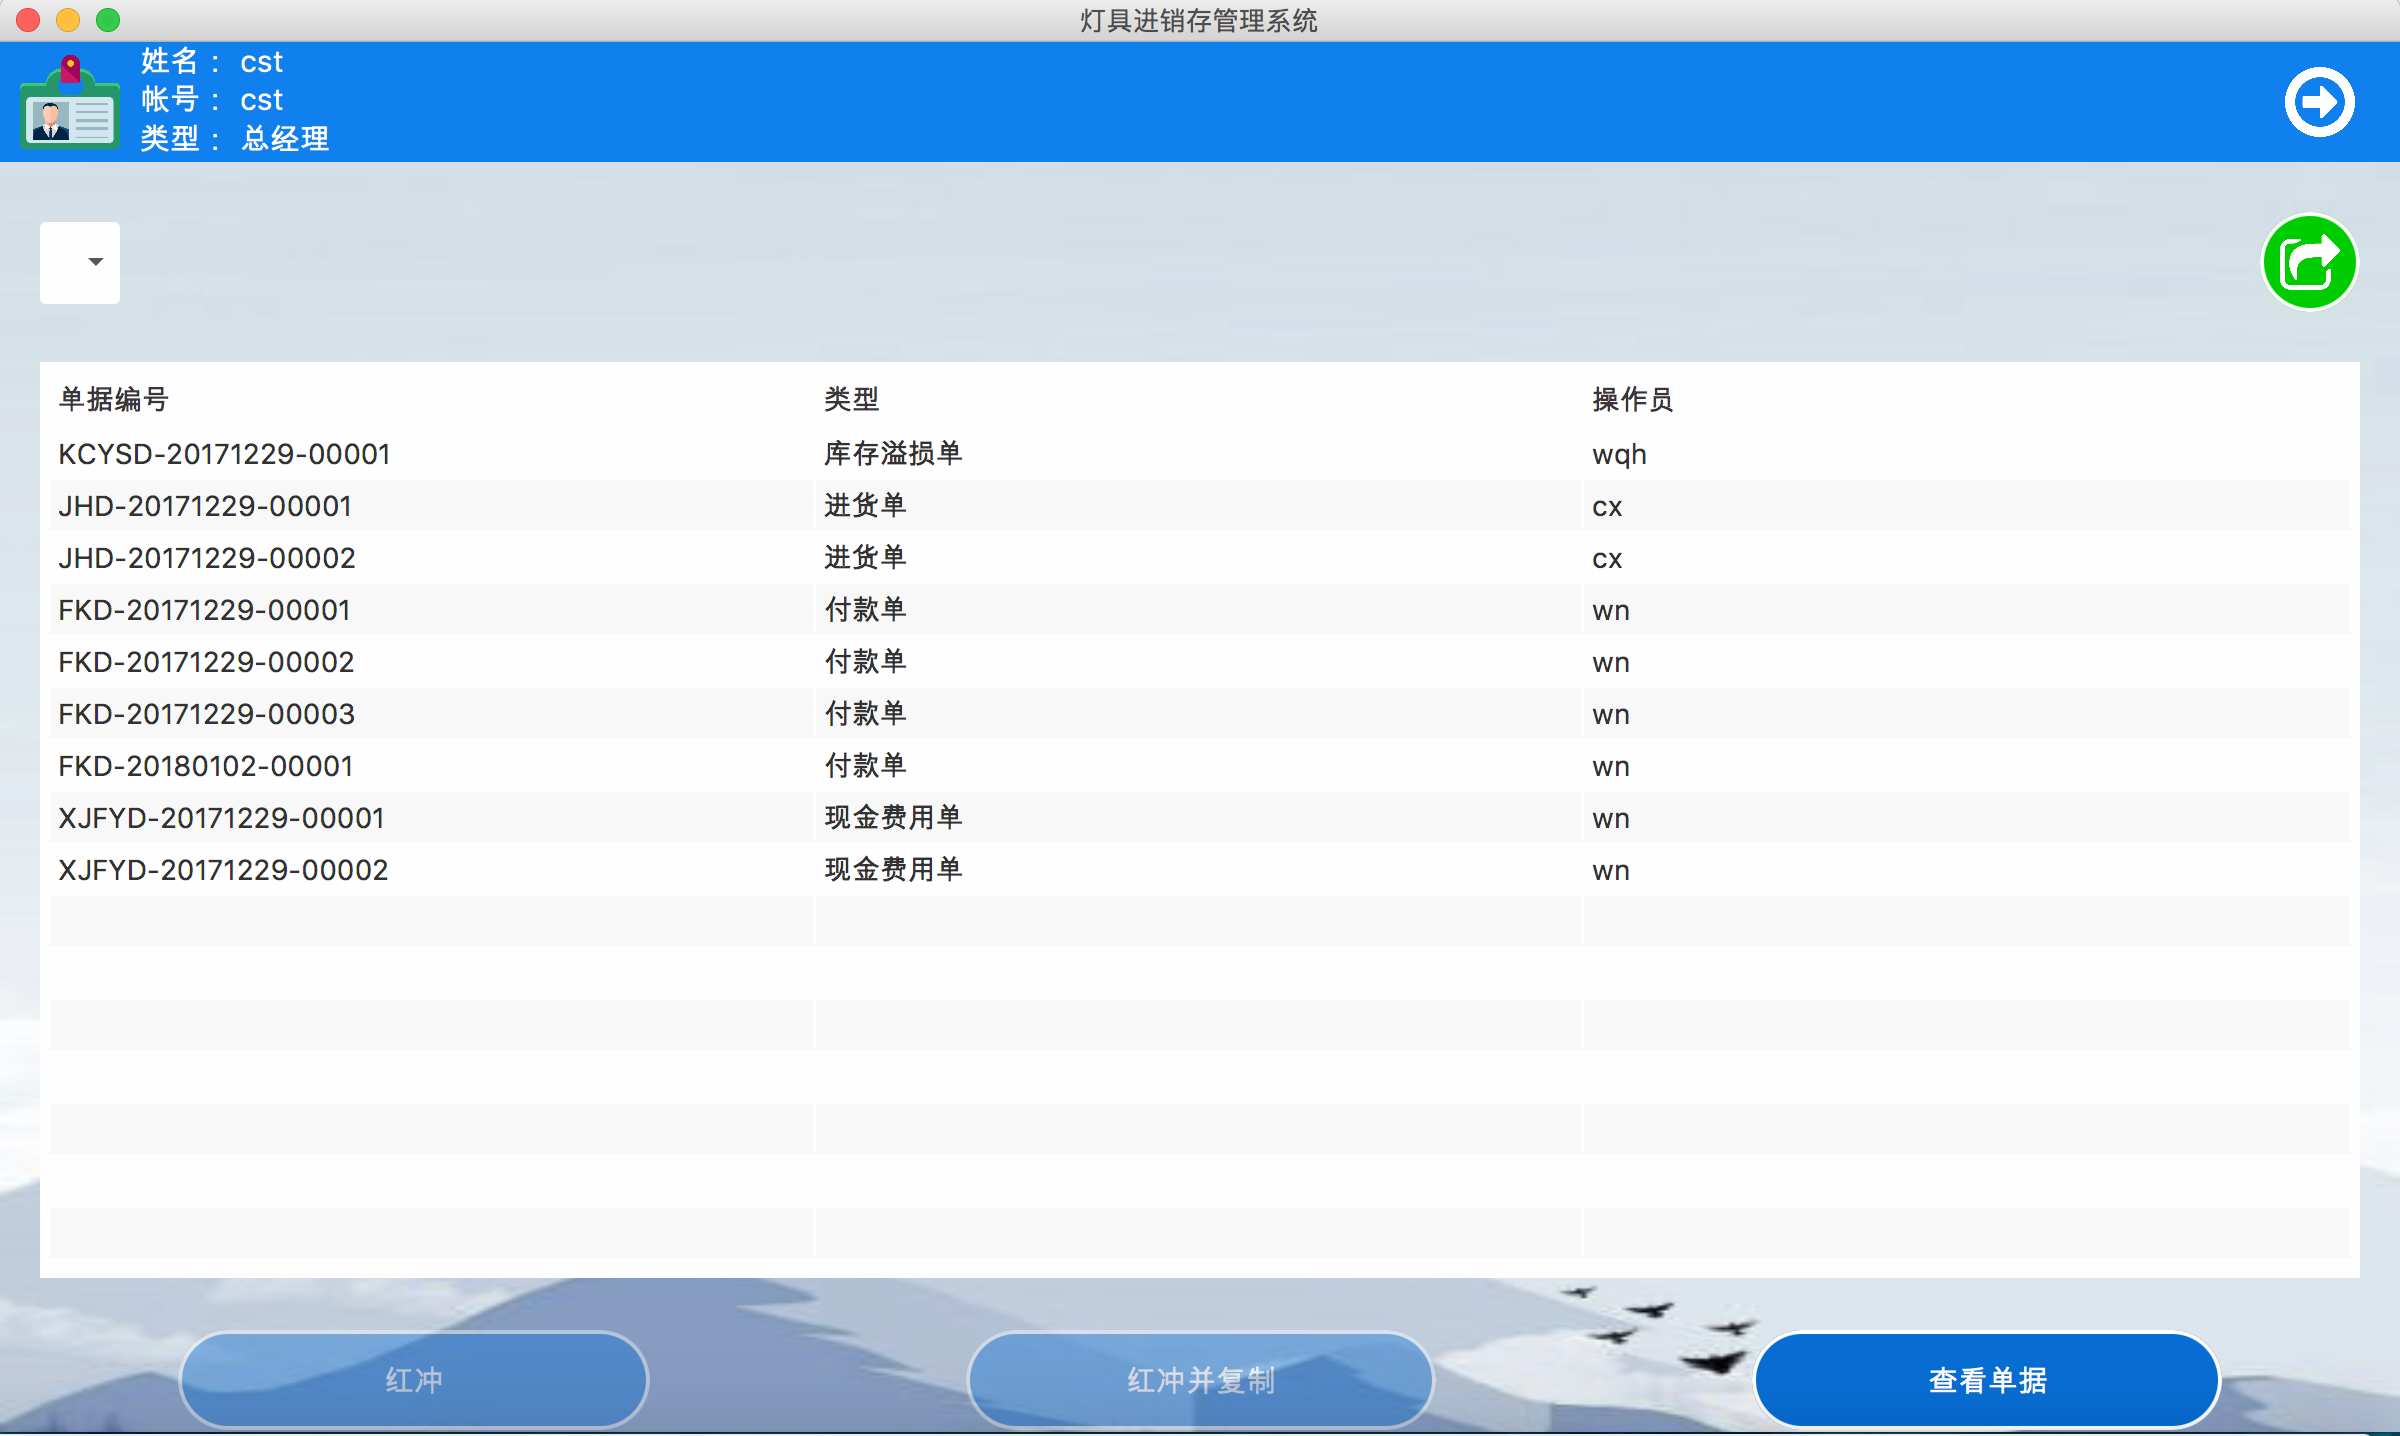 灯具进销存管理系统
姓名： cst
帐号： cst
类型： 总经理
单据编号 类型 操作员
KCYSD-20171229-00001 库存溢损单 wqh
JHD-20171229-00001 进货单 cx
JHD-20171229-00002 进货单 cx
FKD-20171229-00001 付款单 wn
FKD-20171229-00002 付款单 wn
FKD-20171229-00003 付款单 wn
FKD-20180102-00001 付款单 wn
XJFYD-20171229-00001 现金费用单 wn
XJFYD-20171229-00002 现金费用单 wn
红冲 红冲并复制 查看单据